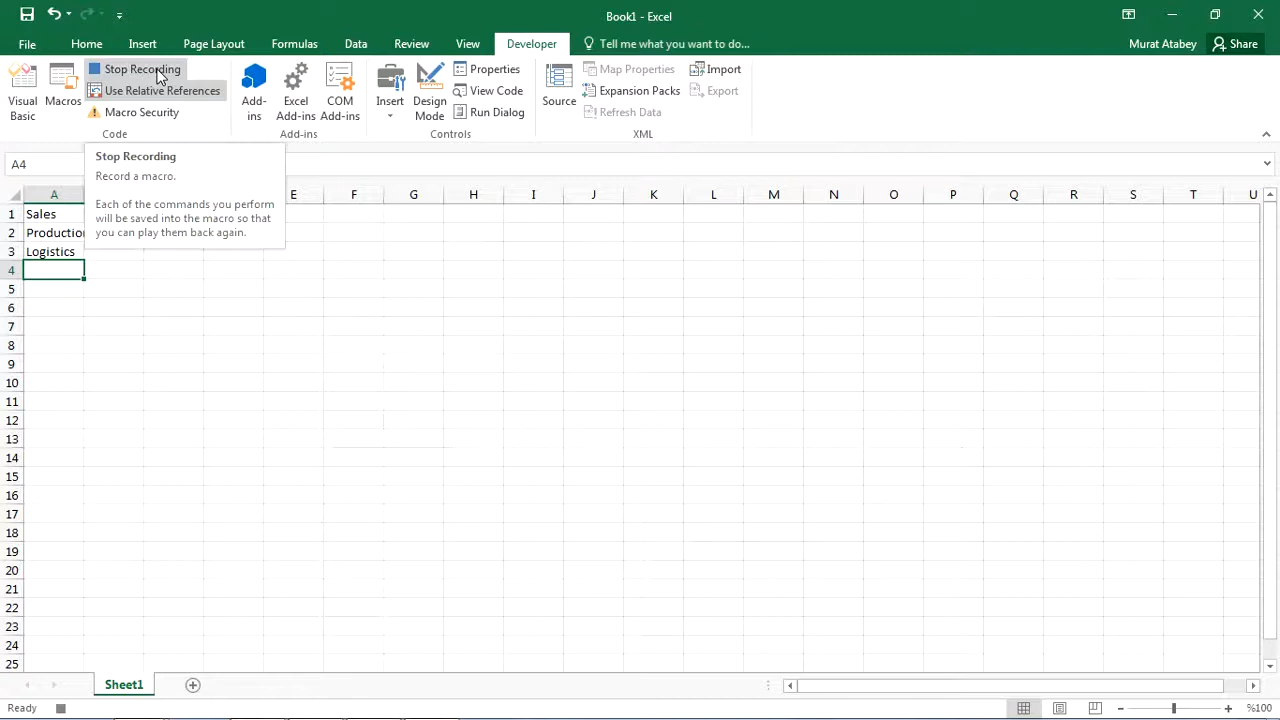 Book1 - Excel
File Home Insert Page Layout Formulas Data Review View Developer Tell me what you want to do... Murat Atabey Share
Visual Basic
Macros
Stop Recording
Use Relative References
Macro Security
Code
Add-ins
Excel Add-ins
COM Add-ins
Add-ins
Insert
Design Mode
Properties
View Code
Run Dialog
Controls
Source
Map Properties
Expansion Packs
Refresh Data
Import
Export
XML
A4
Stop Recording
Record a macro.
Each of the commands you perform
will be saved into the macro so that
you can play them back again.
A E F G H I J K L M N O P Q R S T U
1 Sales
2 Productio
3 Logistics
4
5
6
7
8
9
10
11
12
13
14
15
16
17
18
19
20
21
22
23
24
25
Sheet1
Ready %100